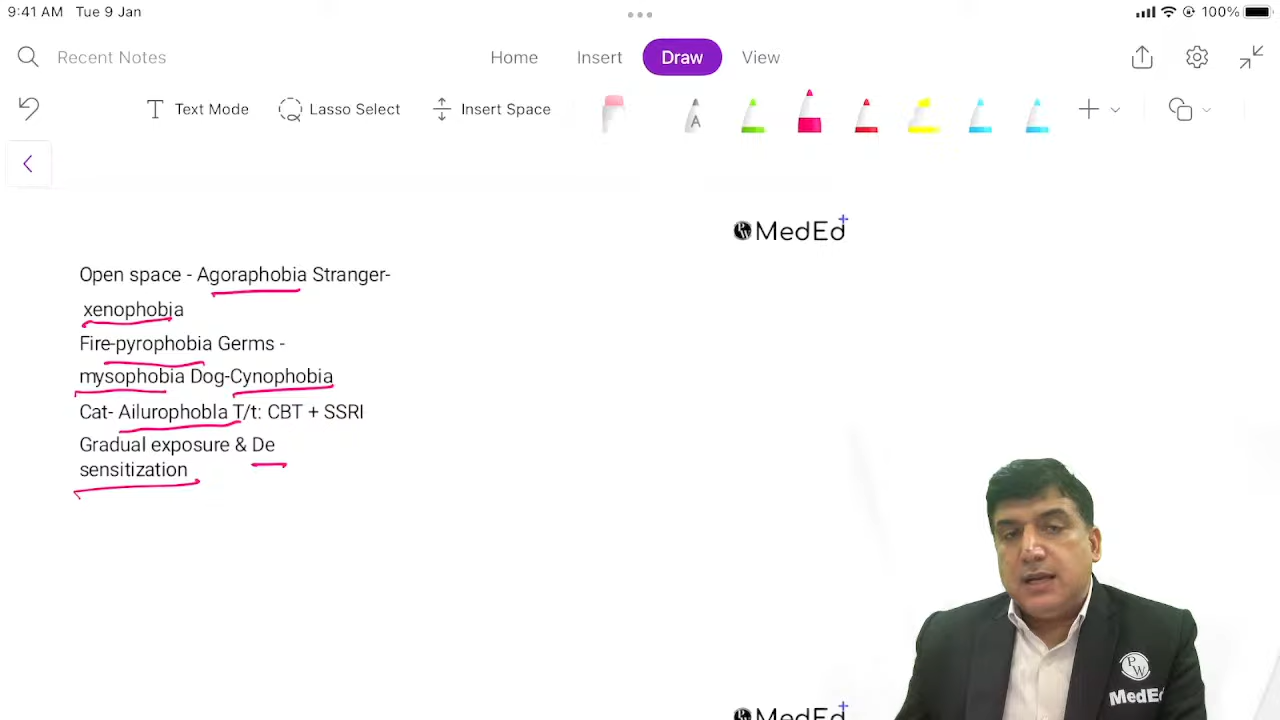 9:41 AM Tue 9 Jan
100%
Recent Notes
Home Insert Draw View
Text Mode Lasso Select Insert Space
A
MedEd
Open space - Agoraphobia Stranger-
xenophobia
Fire-pyrophobia Germs -
mysophobia Dog-Cynophobia
Cat- Ailurophobla T/t: CBT + SSRI
Gradual exposure & De
sensitization
PW
MedEd
MedEd